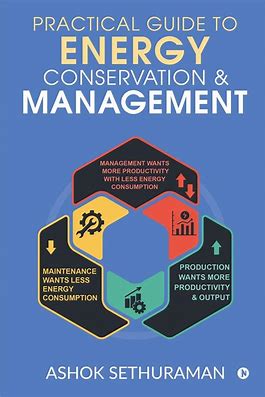 PRACTICAL GUIDE TO
ENERGY
CONSERVATION &
MANAGEMENT
MANAGEMENT WANTS
MORE PRODUCTIVITY
WITH LESS ENERGY
CONSUMPTION
MAINTENANCE
WANTS LESS
ENERGY
CONSUMPTION
PRODUCTION
WANTS MORE
PRODUCTIVITY
& OUTPUT
ASHOK SETHURAMAN